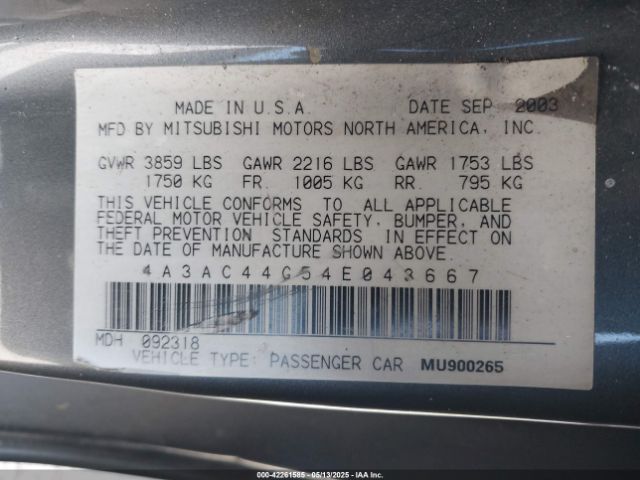 MADE IN U.S.A. DATE SEP 2003
MFD BY MITSUBISHI MOTORS NORTH AMERICA, INC.
GVWR 3859 LBS GAWR 2216 LBS GAWR 1753 LBS
1750 KG FR. 1005 KG RR. 795 KG
THIS VEHICLE CONFORMS TO ALL APPLICABLE
FEDERAL MOTOR VEHICLE SAFETY, BUMPER, AND
THEFT PREVENTION STANDARDS IN EFFECT ON
THE DATE OF MANUFACTURE SHOWN ABOVE.
4A3AC44G54E043667
MDH 092318
VEHICLE TYPE: PASSENGER CAR MU900265
000-42261585 - 05/13/2025 - IAAI.COM